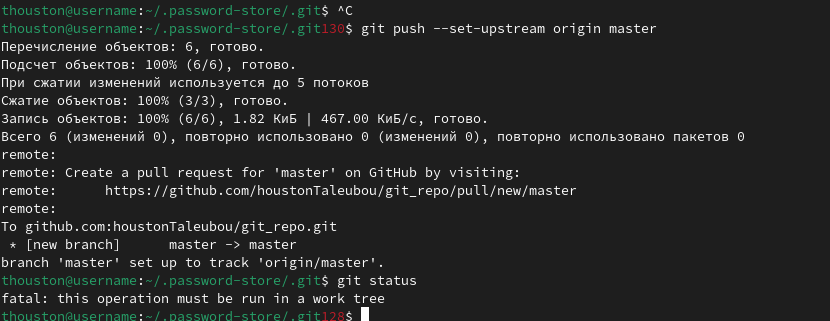 thouston@username:~/.password-store/.git$ ^C
thouston@username:~/.password-store/.git130$ git push --set-upstream origin master
Перечисление объектов: 6, готово.
Подсчет объектов: 100% (6/6), готово.
При сжатии изменений используется до 5 потоков
Сжатие объектов: 100% (3/3), готово.
Запись объектов: 100% (6/6), 1.82 КиБ | 467.00 КиБ/с, готово.
Всего 6 (изменений 0), повторно использовано 0 (изменений 0), повторно использовано пакетов 0
remote:
remote: Create a pull request for 'master' on GitHub by visiting:
remote:      https://github.com/houstonTaleubou/git_repo/pull/new/master
remote:
To github.com:houstonTaleubou/git_repo.git
 * [new branch]      master -> master
branch 'master' set up to track 'origin/master'.
thouston@username:~/.password-store/.git$ git status
fatal: this operation must be run in a work tree
thouston@username:~/.password-store/.git128$